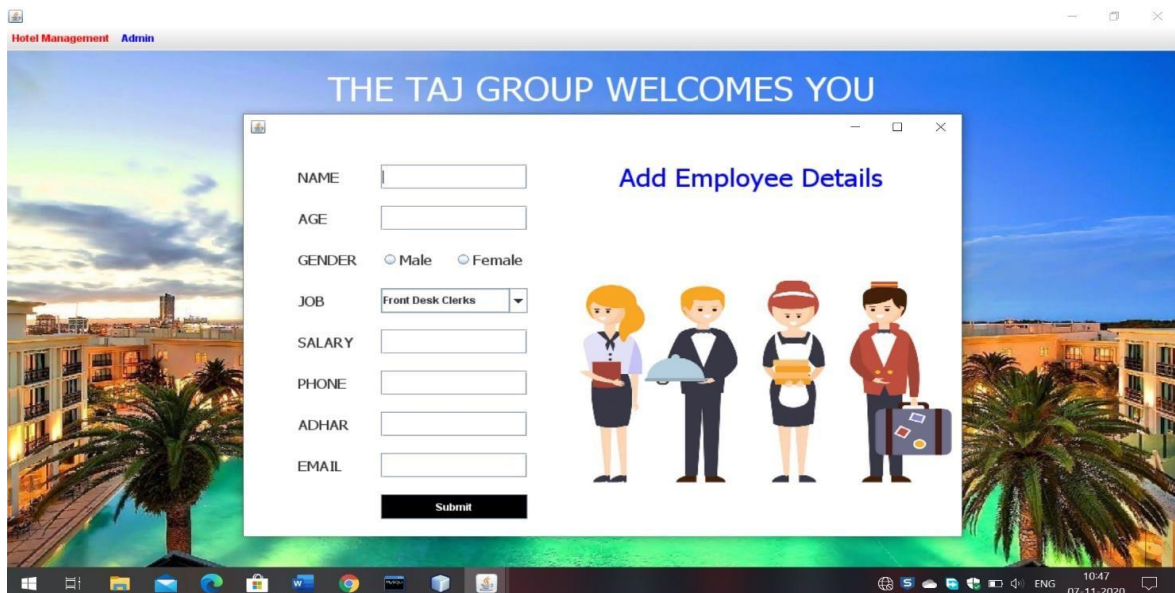 Hotel Management Admin
THE TAJ GROUP WELCOMES YOU
Add Employee Details
NAME
AGE
GENDER Male Female
JOB Front Desk Clerks
SALARY
PHONE
ADHAR
EMAIL
Submit
ENG 10:47
07-11-2020